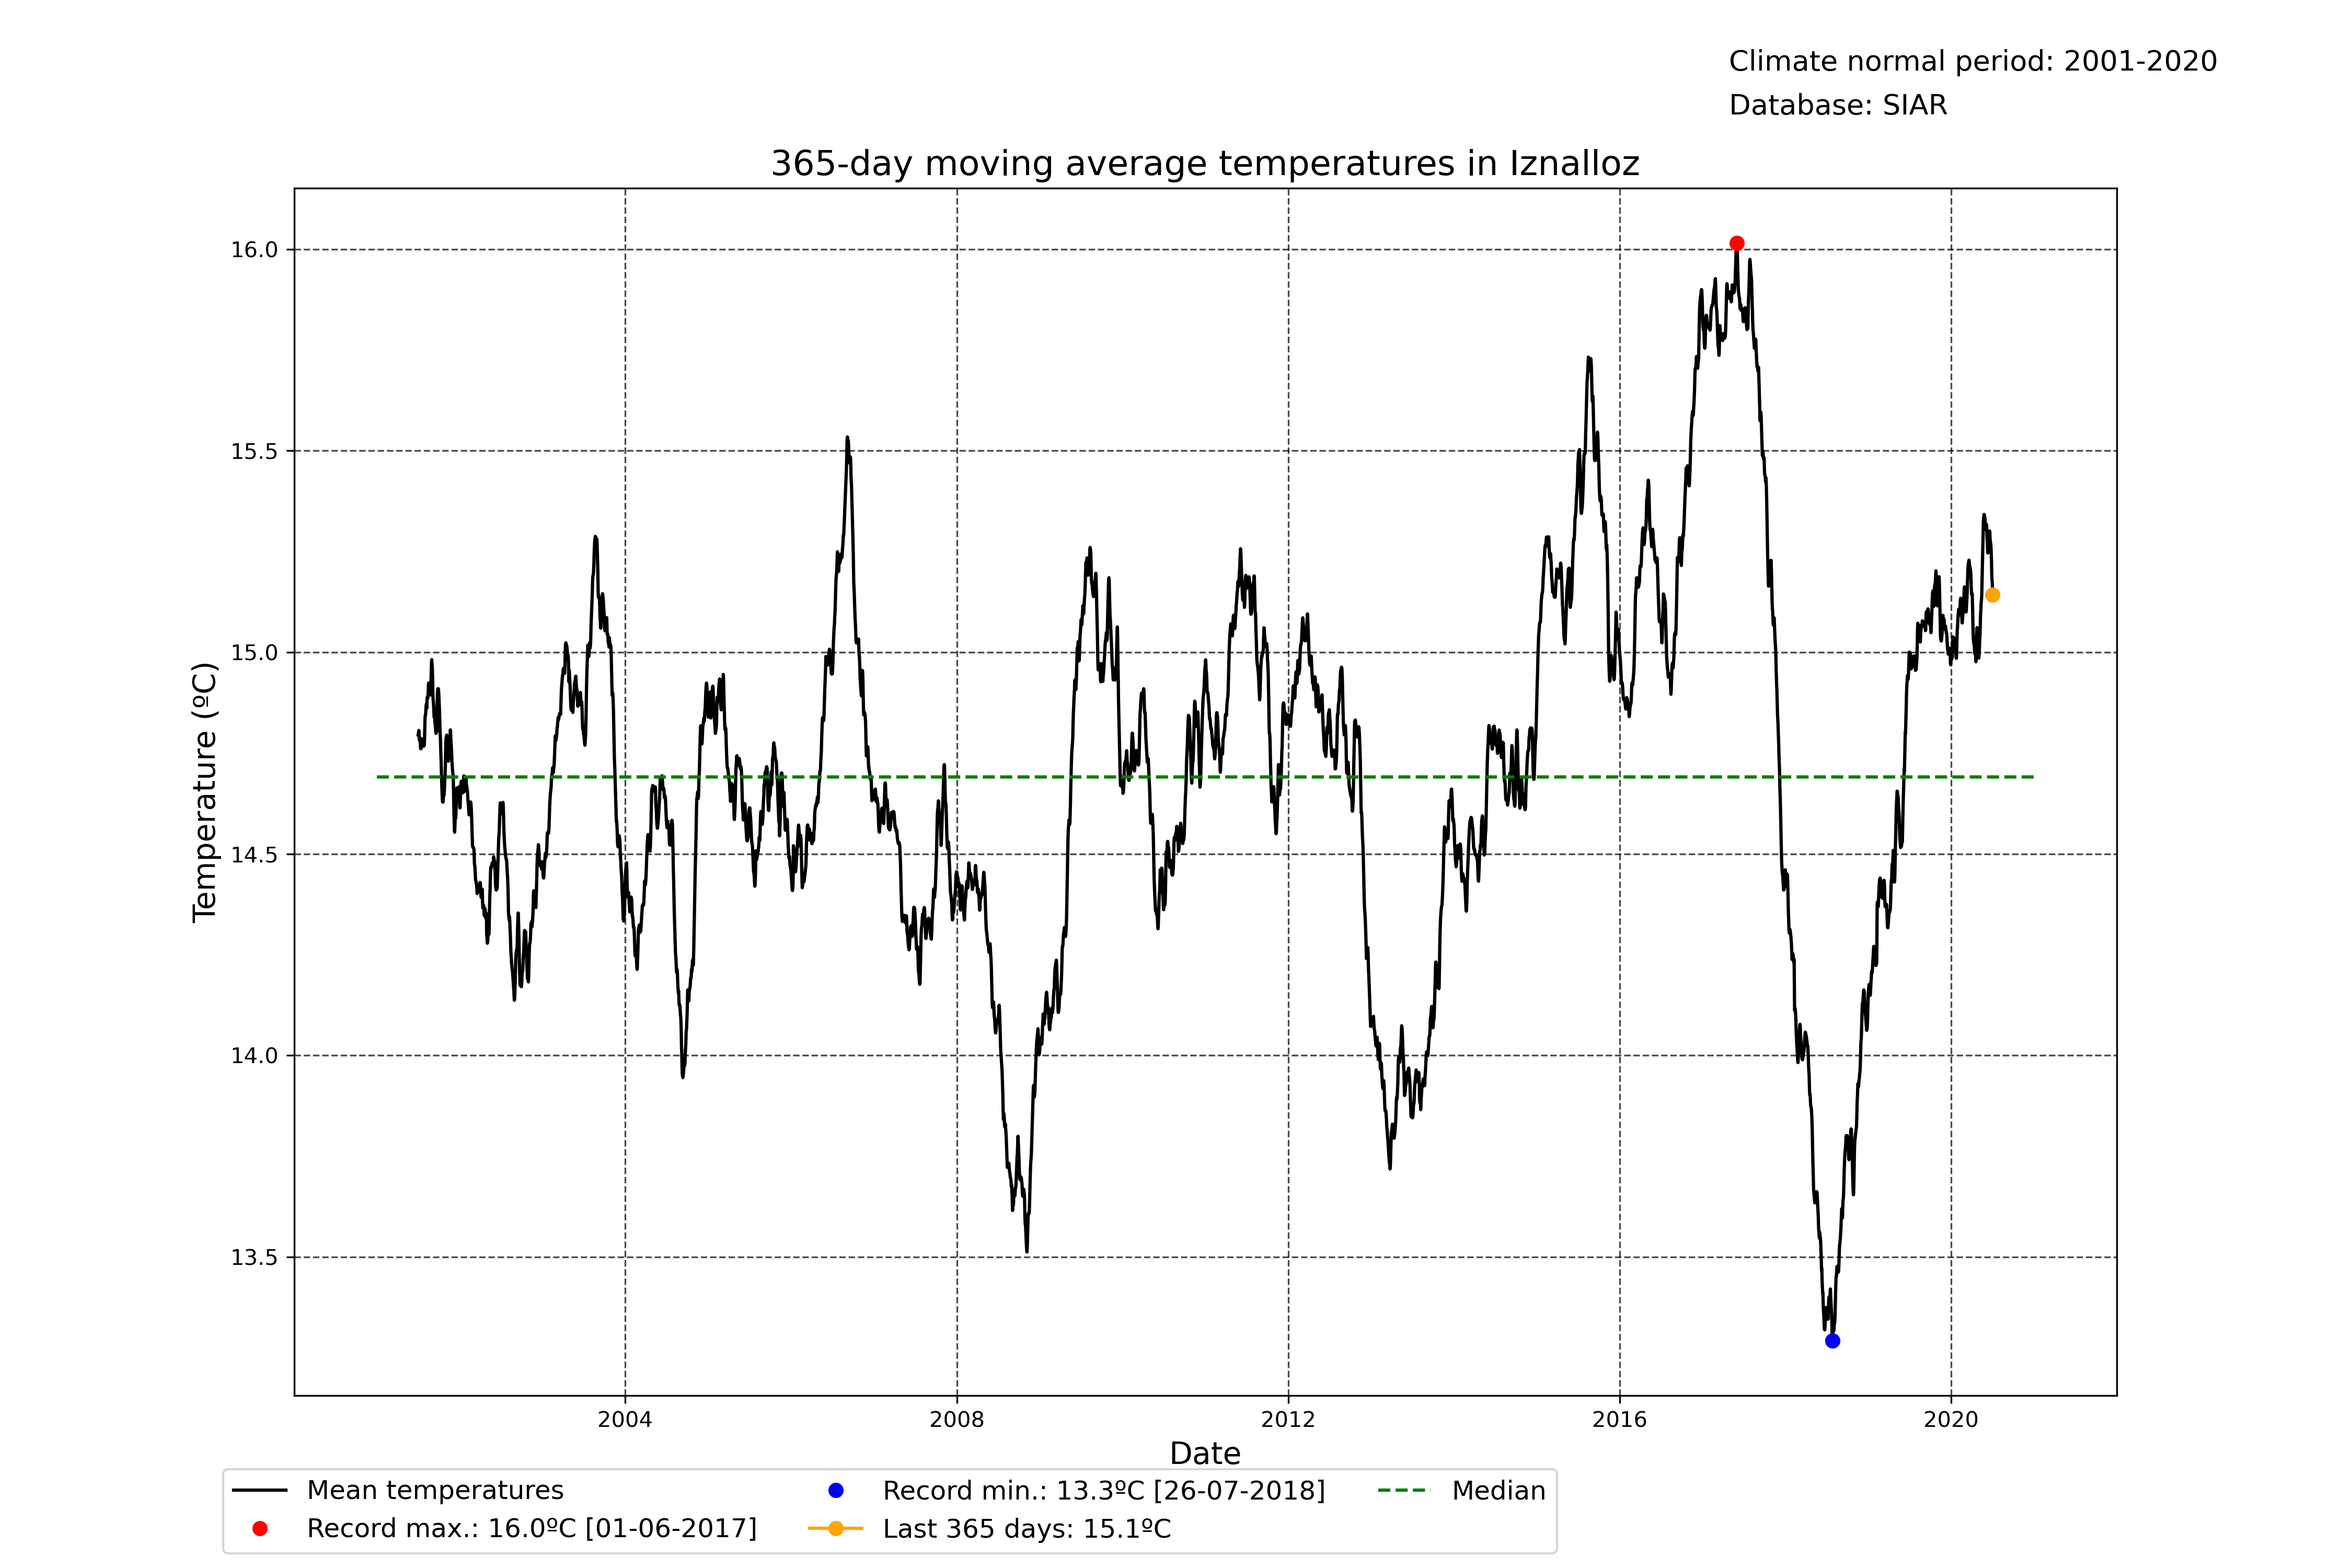 Climate normal period: 2001-2020
Database: SIAR
365-day moving average temperatures in Iznalloz
16.0
15.5
15.0
14.5
14.0
13.5
Temperature (ºC)
2004 2008 2012 2016 2020
Date
Mean temperatures
Record max.: 16.0ºC [01-06-2017]
Record min.: 13.3ºC [26-07-2018]
Last 365 days: 15.1ºC
Median